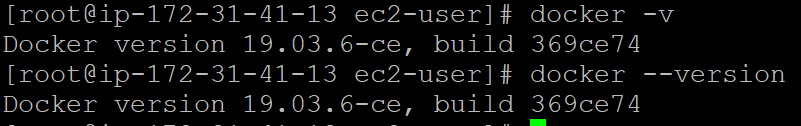 [root@ip-172-31-41-13 ec2-user]# docker -v
Docker version 19.03.6-ce, build 369ce74
[root@ip-172-31-41-13 ec2-user]# docker --version
Docker version 19.03.6-ce, build 369ce74